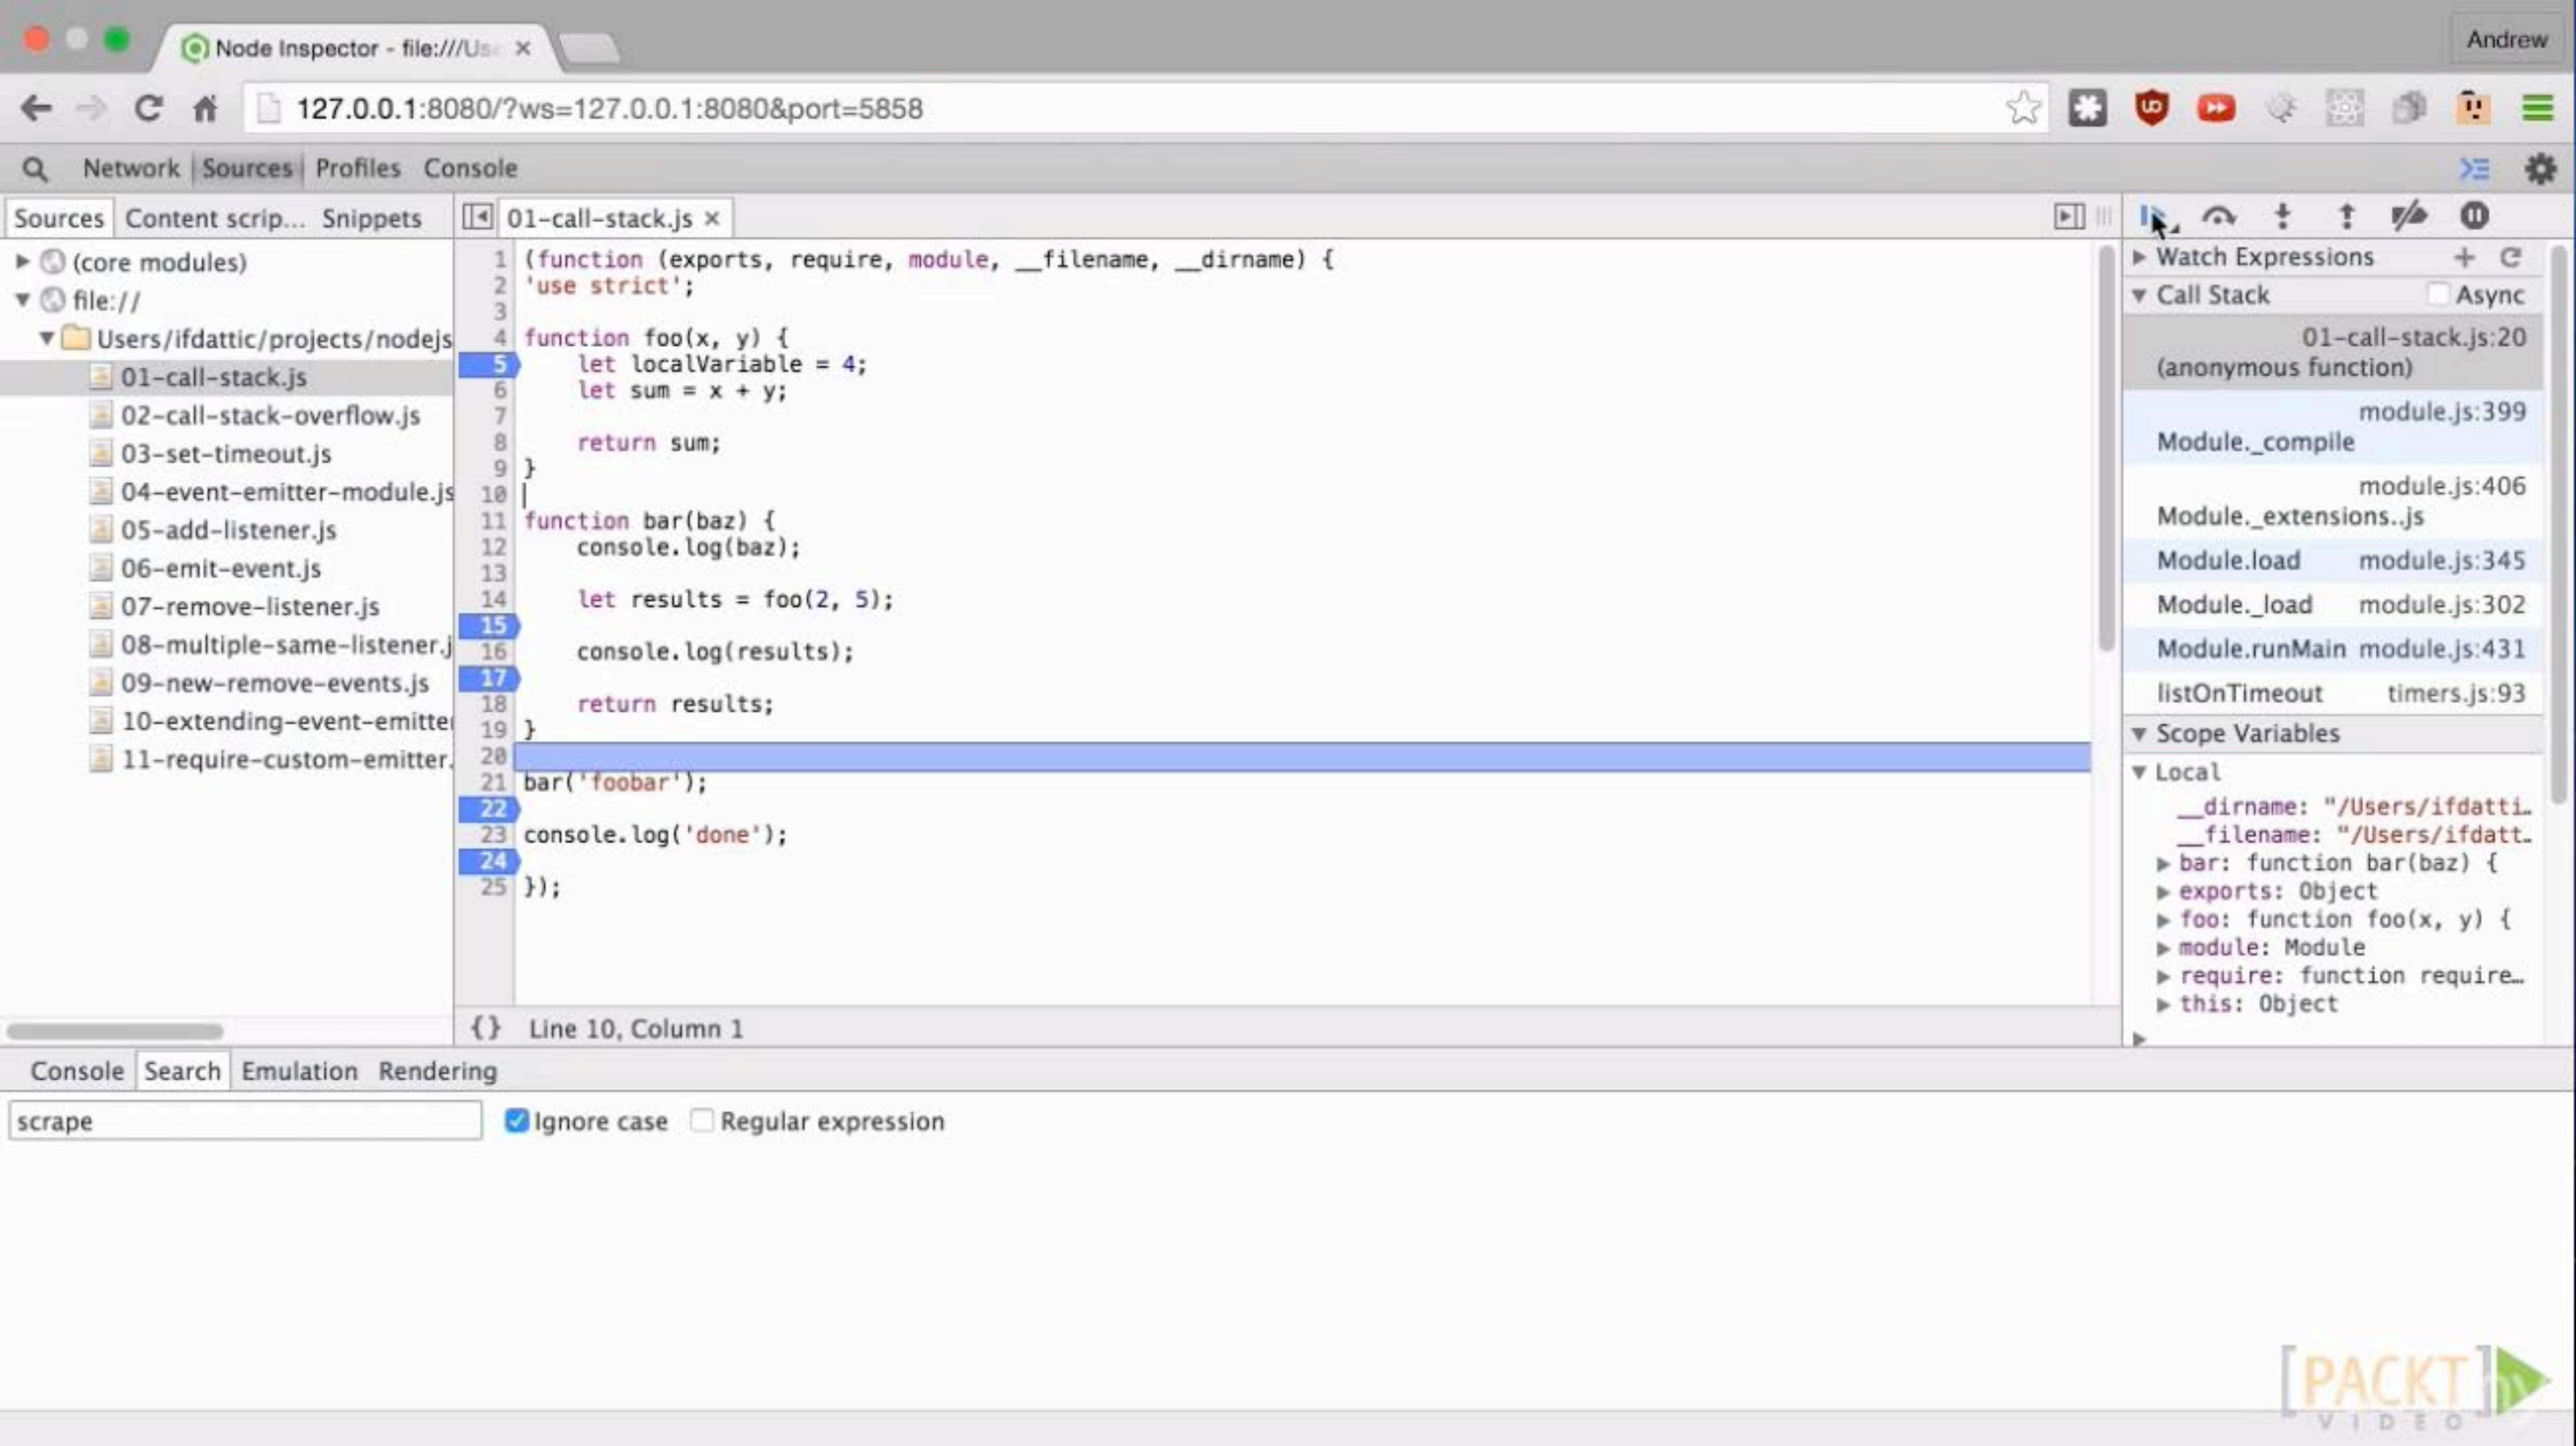 Node Inspector - file:///Us
Andrew
127.0.0.1:8080/?ws=127.0.0.1:8080&port=5858
Network Sources Profiles Console
Sources Content scrip... Snippets
(core modules)
file://
Users/ifdattic/projects/nodejs
01-call-stack.js
02-call-stack-overflow.js
03-set-timeout.js
04-event-emitter-module.js
05-add-listener.js
06-emit-event.js
07-remove-listener.js
08-multiple-same-listener.j
09-new-remove-events.js
10-extending-event-emitte
11-require-custom-emitter.
01-call-stack.js ×
1 (function (exports, require, module, __filename, __dirname) {
2 'use strict';
3
4 function foo(x, y) {
5 let localVariable = 4;
6 let sum = x + y;
7
8 return sum;
9 }
10
11 function bar(baz) {
12 console.log(baz);
13
14 let results = foo(2, 5);
15
16 console.log(results);
17
18 return results;
19 }
20
21 bar('foobar');
22
23 console.log('done');
24
25 });
{} Line 10, Column 1
Watch Expressions
Call Stack Async
01-call-stack.js:20
(anonymous function)
module.js:399
Module._compile
module.js:406
Module._extensions..js
Module.load module.js:345
Module._load module.js:302
Module.runMain module.js:431
listOnTimeout timers.js:93
Scope Variables
Local
__dirname: "/Users/ifdatti…
__filename: "/Users/ifdatt…
bar: function bar(baz) {
exports: Object
foo: function foo(x, y) {
module: Module
require: function require…
this: Object
Console Search Emulation Rendering
scrape
Ignore case Regular expression
[PACKT]
VIDEO